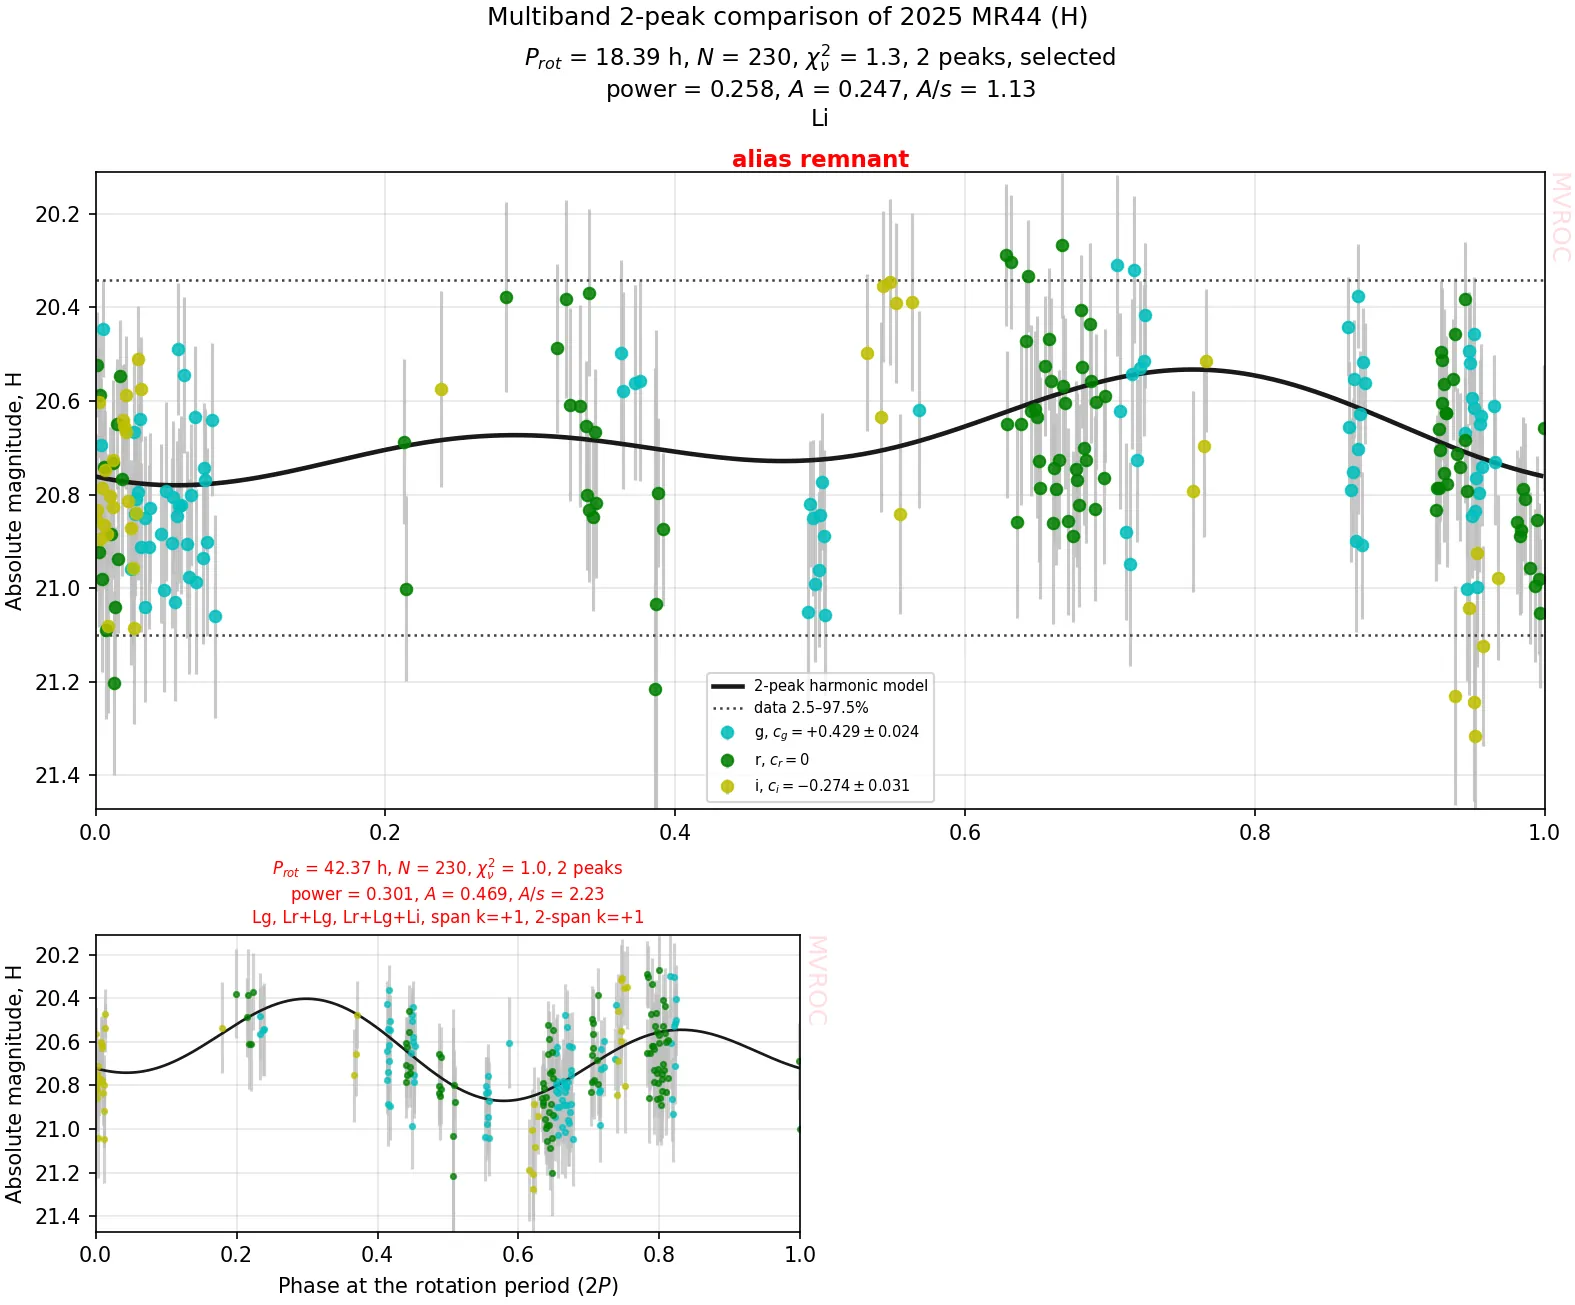 Multiband 2-peak comparison of 2025 MR44 (H)
P_rot = 18.39 h, N = 230, χ²_ν = 1.3, 2 peaks, selected
power = 0.258, A = 0.247, A/s = 1.13
Li
alias remnant
MVROC
Absolute magnitude, H
20.2
20.4
20.6
20.8
21.0
21.2
21.4
2-peak harmonic model
data 2.5–97.5%
g, c_g = +0.429 ± 0.024
r, c_r = 0
i, c_i = −0.274 ± 0.031
0.0 0.2 0.4 0.6 0.8 1.0
P_rot = 42.37 h, N = 230, χ²_ν = 1.0, 2 peaks
power = 0.301, A = 0.469, A/s = 2.23
Lg, Lr+Lg, Lr+Lg+Li, span k=+1, 2-span k=+1
MVROC
Absolute magnitude, H
20.2
20.4
20.6
20.8
21.0
21.2
21.4
0.0 0.2 0.4 0.6 0.8 1.0
Phase at the rotation period (2P)